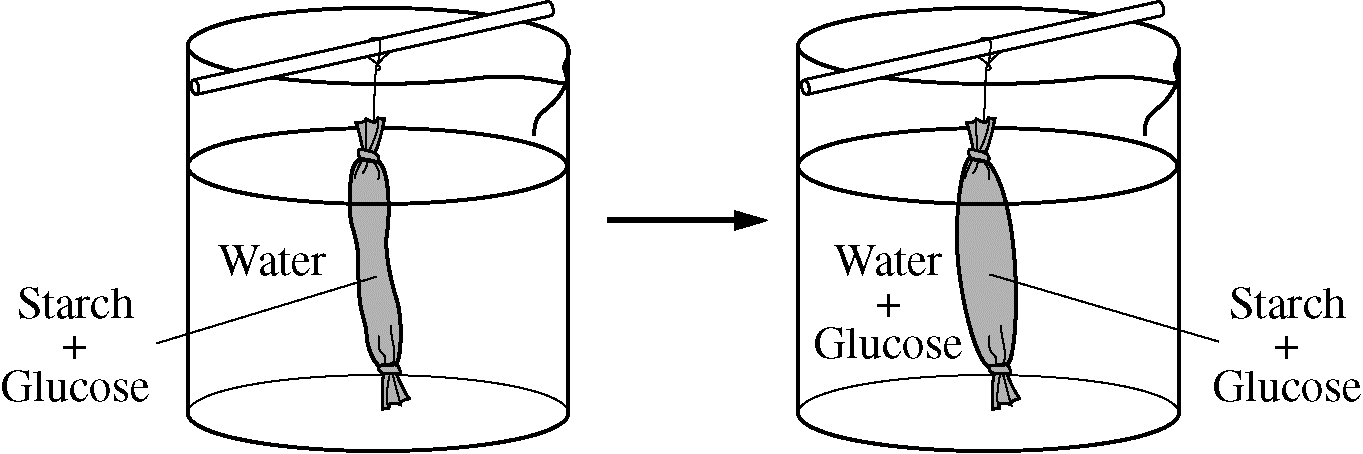 Water
Starch
+
Glucose
Water
+
Glucose
Starch
+
Glucose